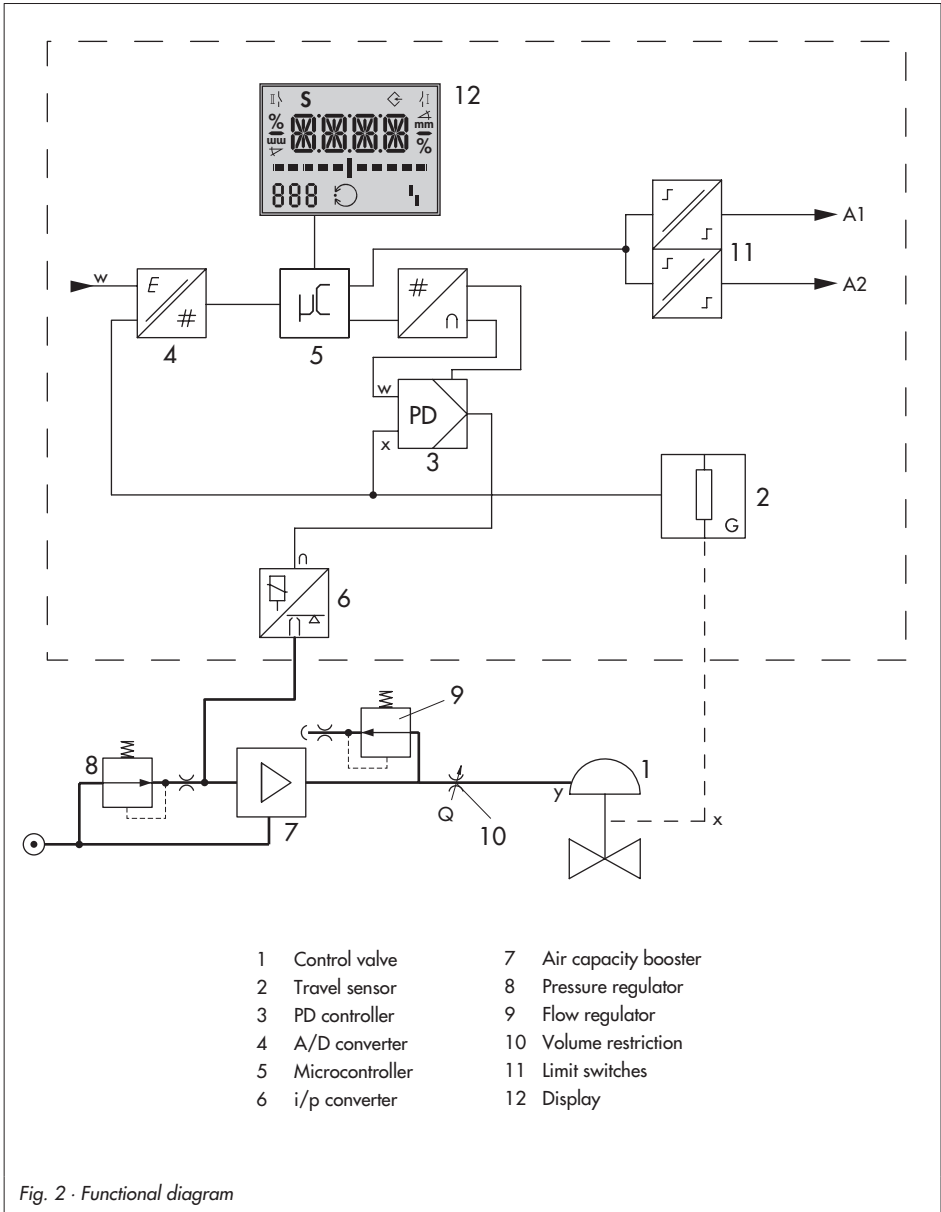 12
S
% mm
mm %
888
A1
11
A2
w
E
#
4
µC
5
#
∩
w
PD
x
3
2
G
∩
6
9
8
7
Q
10
y
1
x
1 Control valve
2 Travel sensor
3 PD controller
4 A/D converter
5 Microcontroller
6 i/p converter
7 Air capacity booster
8 Pressure regulator
9 Flow regulator
10 Volume restriction
11 Limit switches
12 Display
Fig. 2 · Functional diagram